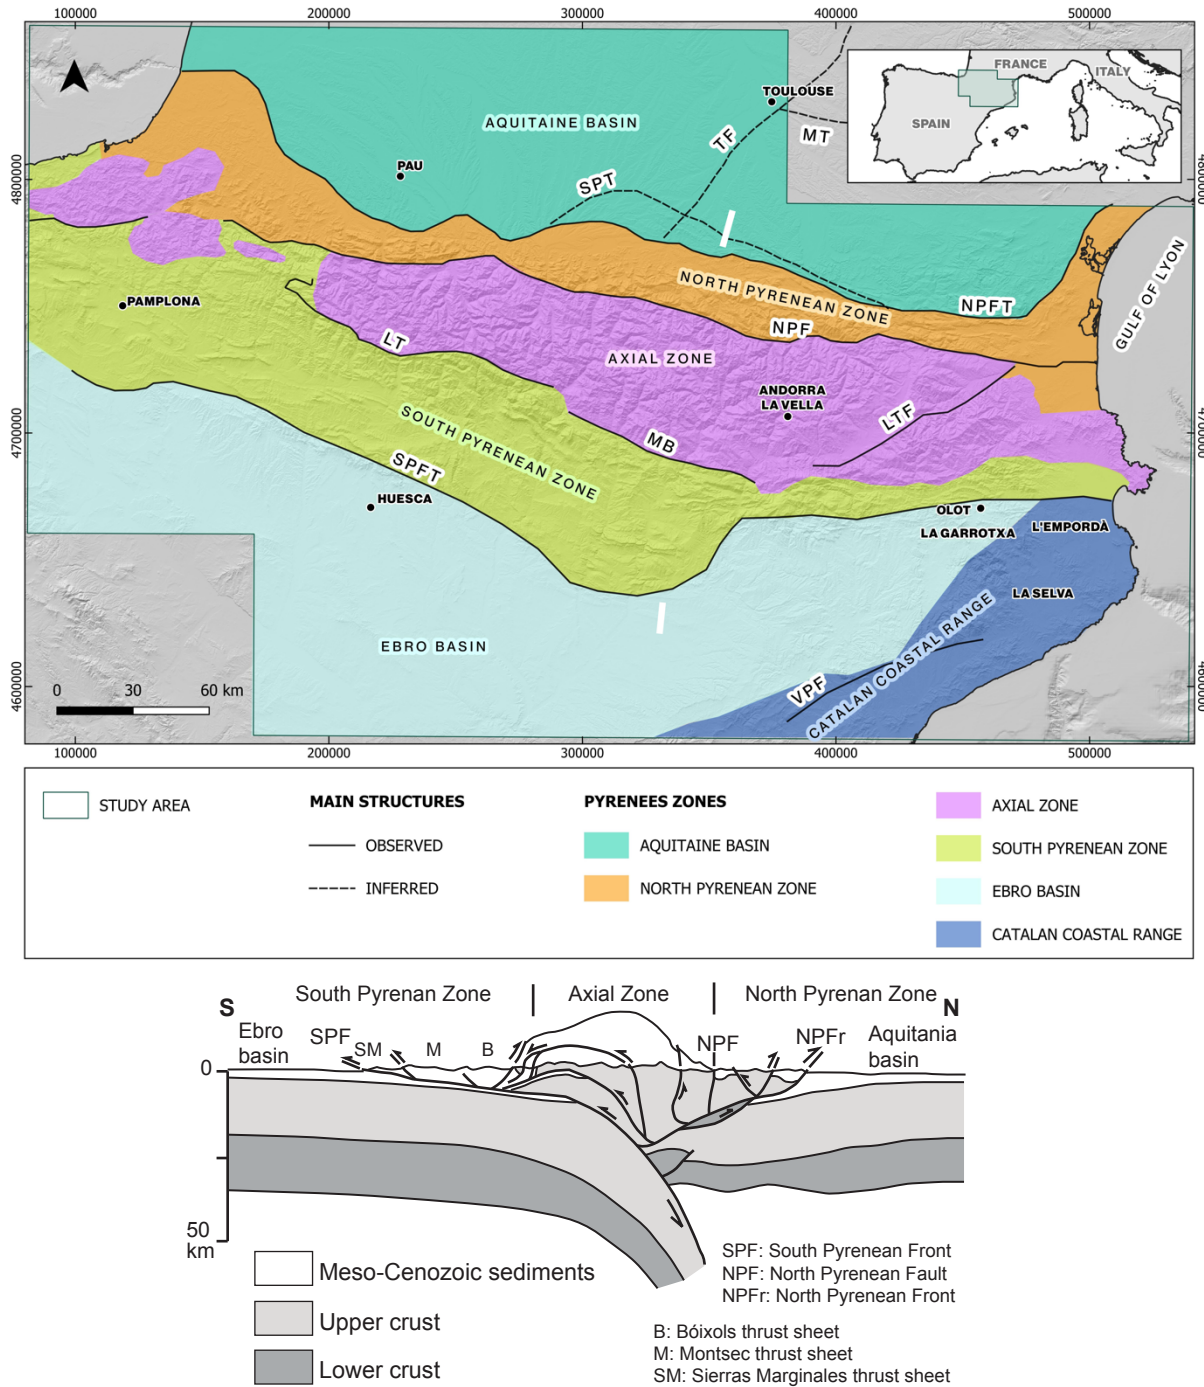 100000
200000
300000
400000
500000
FRANCE
ITALY
SPAIN
TOULOUSE
AQUITAINE BASIN
TF
MT
PAU
SPT
4800000
4800000
NORTH PYRENEAN ZONE
NPFT
GULF OF LYON
PAMPLONA
NPF
LT
AXIAL ZONE
ANDORRA
LA VELLA
LTF
4700000
4700000
SOUTH PYRENEAN ZONE
MB
SPFT
HUESCA
OLOT
LA GARROTXA
L'EMPORDÀ
LA SELVA
EBRO BASIN
VPF
CATALAN COASTAL RANGE
4600000
4600000
0 30 60 km
100000
200000
300000
400000
500000
STUDY AREA
MAIN STRUCTURES
OBSERVED
INFERRED
PYRENEES ZONES
AQUITAINE BASIN
NORTH PYRENEAN ZONE
AXIAL ZONE
SOUTH PYRENEAN ZONE
EBRO BASIN
CATALAN COASTAL RANGE
South Pyrenan Zone
Axial Zone
North Pyrenan Zone
S
N
Ebro
basin
SPF
SM
M
B
NPF
NPFr
Aquitania
basin
0
50
km
Meso-Cenozoic sediments
Upper crust
Lower crust
SPF: South Pyrenean Front
NPF: North Pyrenean Fault
NPFr: North Pyrenean Front
B: Bóixols thrust sheet
M: Montsec thrust sheet
SM: Sierras Marginales thrust sheet